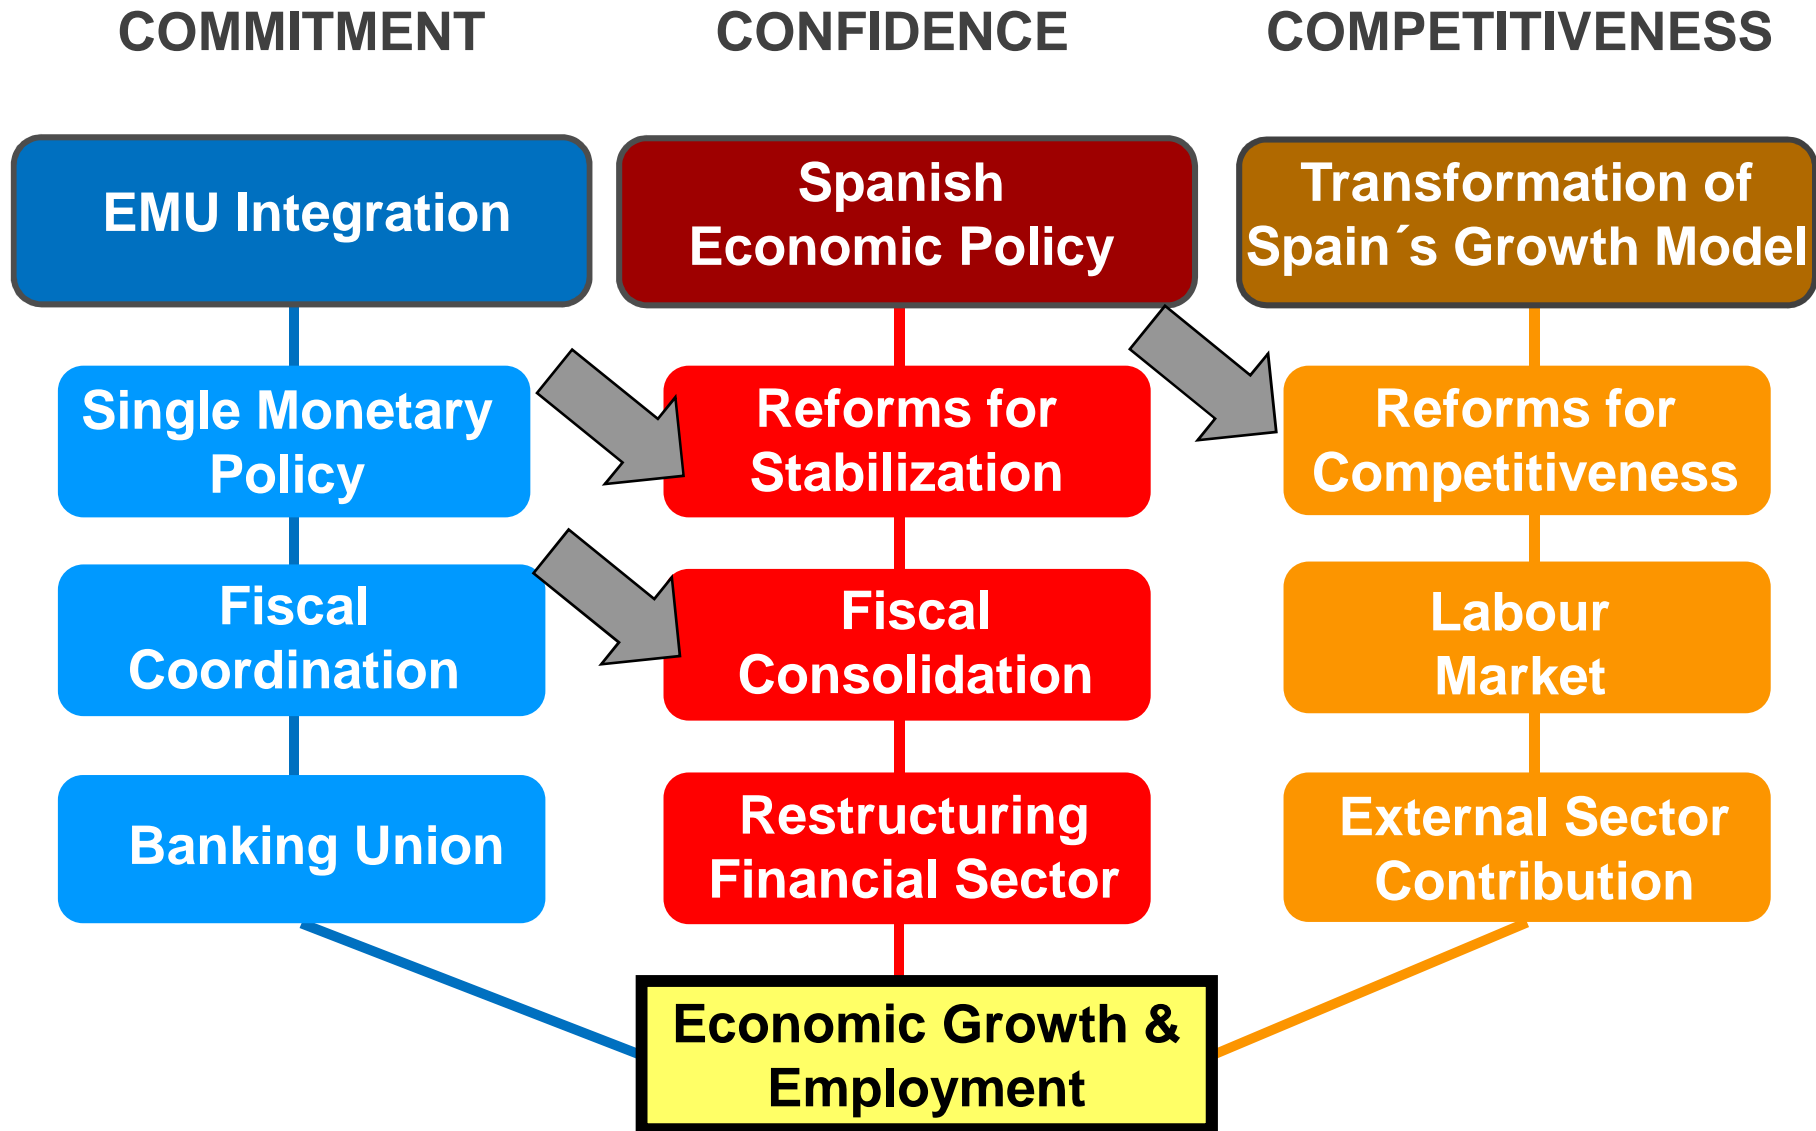 COMMITMENT
CONFIDENCE
COMPETITIVENESS
EMU Integration
Spanish
Economic Policy
Transformation of
Spain´s Growth Model
Single Monetary
Policy
Reforms for
Stabilization
Reforms for
Competitiveness
Fiscal
Coordination
Fiscal
Consolidation
Labour
Market
Banking Union
Restructuring
Financial Sector
External Sector
Contribution
Economic Growth &
Employment